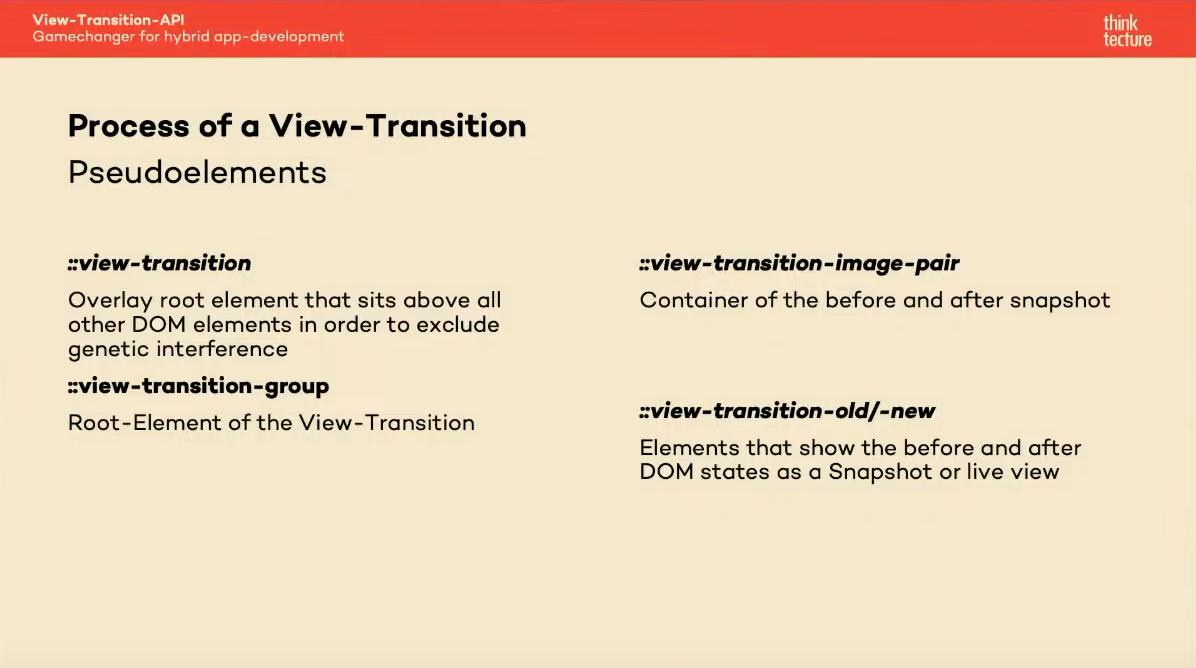 View-Transition-API
Gamechanger for hybrid app-development
think
tecture
Process of a View-Transition
Pseudoelements
::view-transition
Overlay root element that sits above all
other DOM elements in order to exclude
genetic interference
::view-transition-group
Root-Element of the View-Transition
::view-transition-image-pair
Container of the before and after snapshot
::view-transition-old/-new
Elements that show the before and after
DOM states as a Snapshot or live view